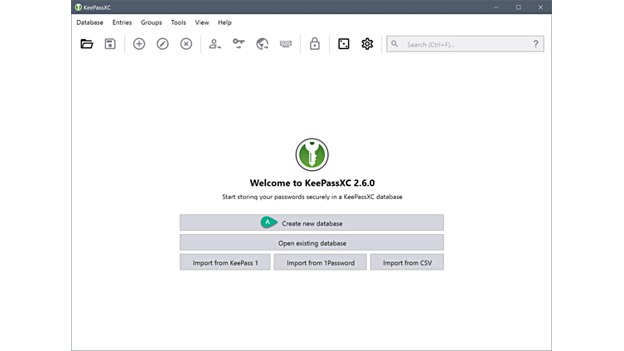 KeePassXC
Database Entries Groups Tools View Help
Search (Ctrl+F)... ?
Welcome to KeePassXC 2.6.0
Start storing your passwords securely in a KeePassXC database
A Create new database
Open existing database
Import from KeePass 1 Import from 1Password Import from CSV